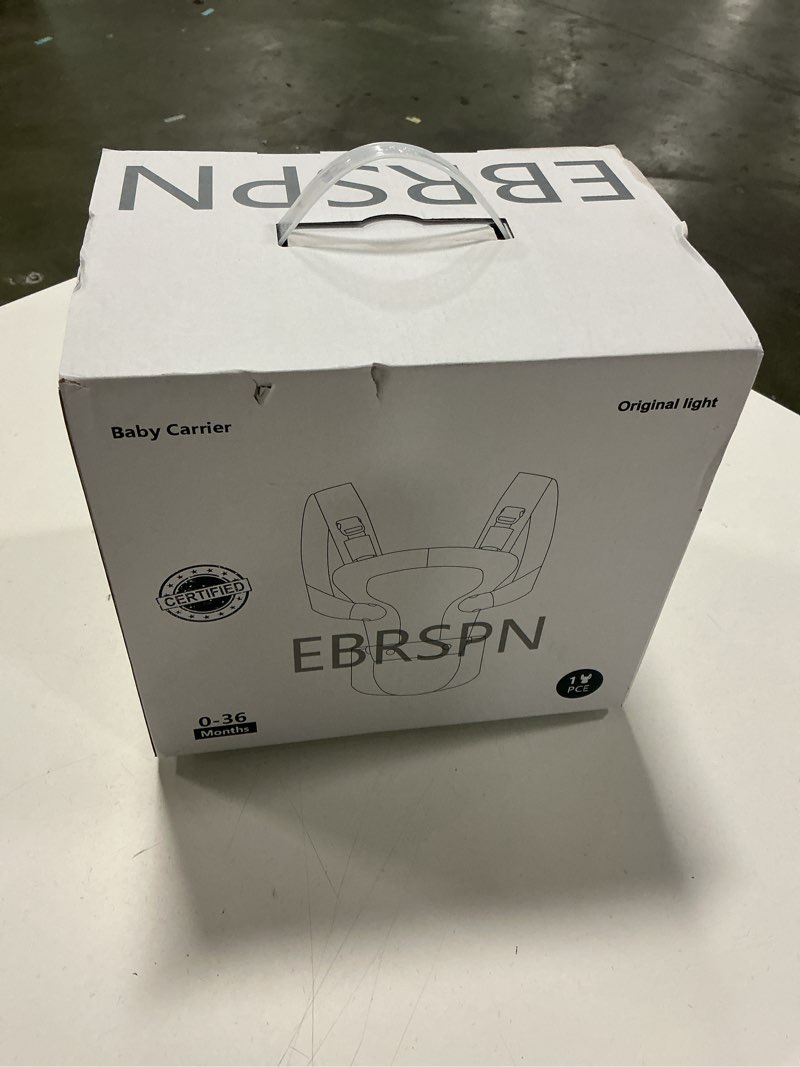 EBRSPN
Baby Carrier
Original light
CERTIFIED
EBRSPN
1
PCE
0-36
Months